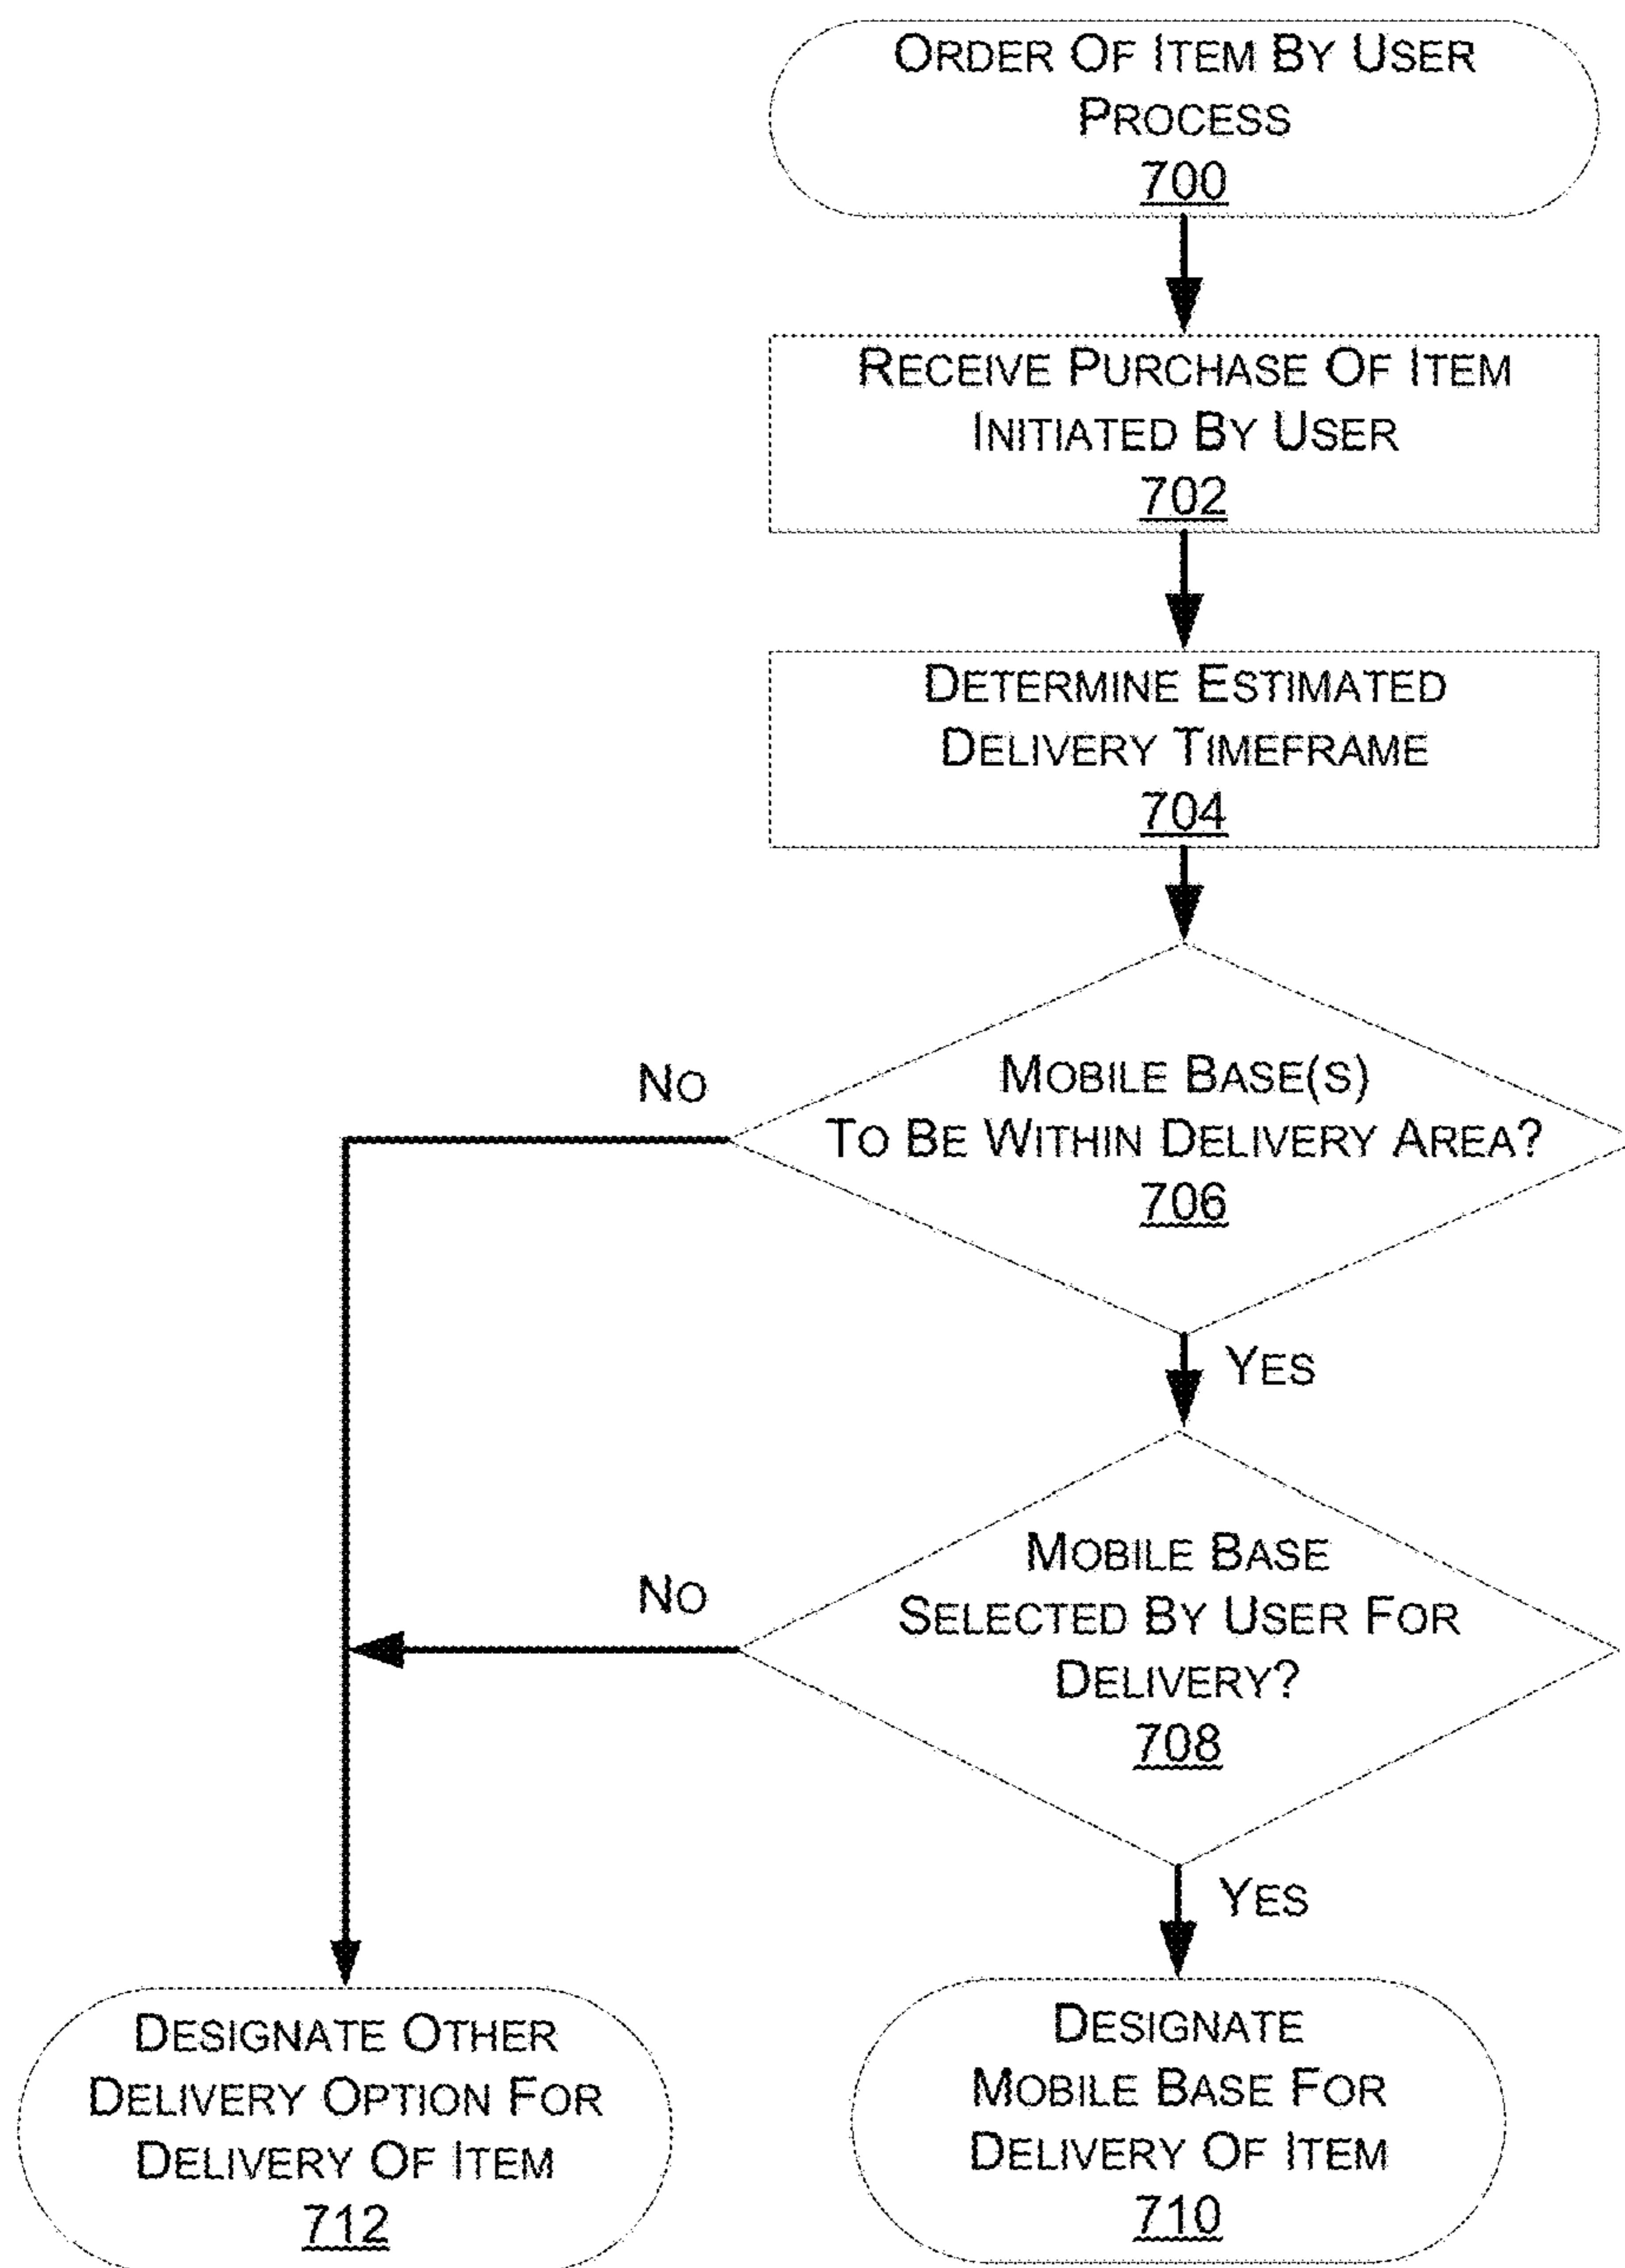 ORDER OF ITEM BY USER
PROCESS
700
RECEIVE PURCHASE OF ITEM
INITIATED BY USER
702
DETERMINE ESTIMATED
DELIVERY TIMEFRAME
704
NO
MOBILE BASE(S)
TO BE WITHIN DELIVERY AREA?
706
YES
NO
MOBILE BASE
SELECTED BY USER FOR
DELIVERY?
708
YES
DESIGNATE OTHER
DELIVERY OPTION FOR
DELIVERY OF ITEM
712
DESIGNATE
MOBILE BASE FOR
DELIVERY OF ITEM
710